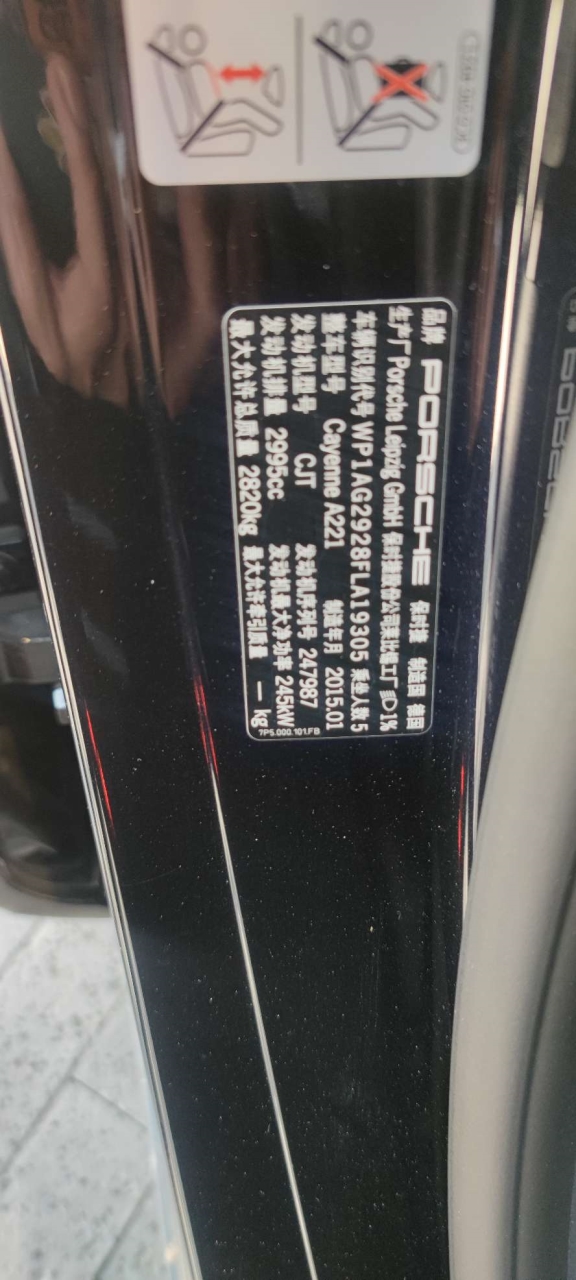 品牌 PORSCHE 保时捷 制造国 德国
生产厂 Porsche Leipzig GmbH 保时捷股份公司莱比锡工厂 1%
车辆识别代号 WP1AG2928FLA19305 乘坐人数 5
整车型号 Cayenne A221 制造年月 2015.01
发动机型号 CJT 发动机序列号 247987
发动机排量 2995cc 发动机最大净功率 245kW
最大允许总质量 2820kg 最大允许牵引质量 — kg
7P5.000.101.FB